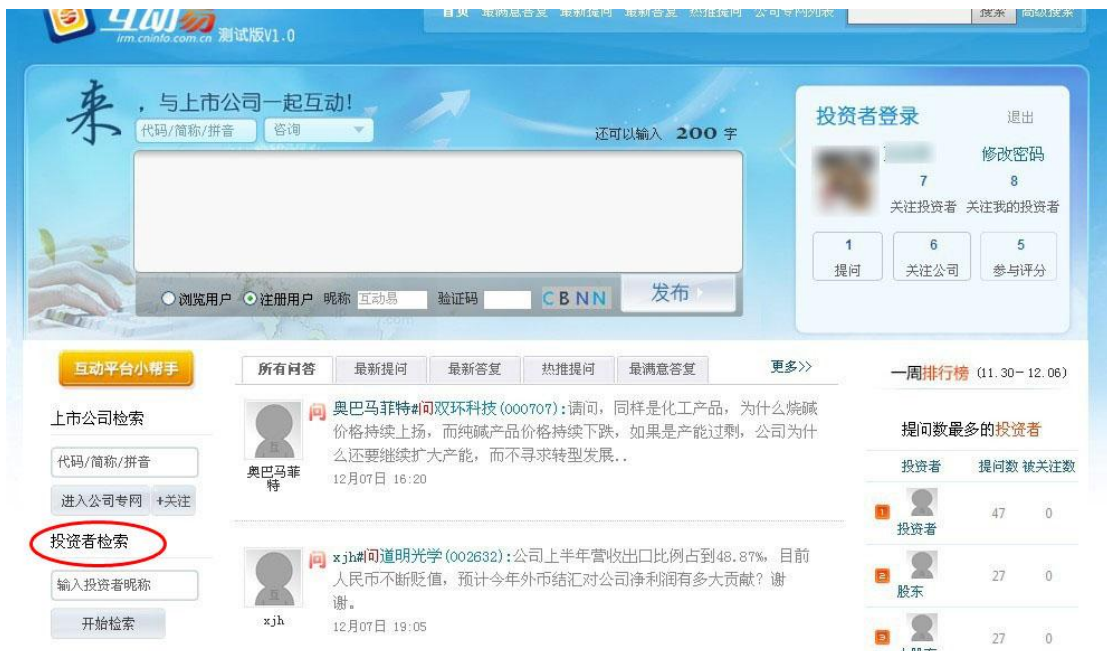 互动易
irm.cninfo.com.cn 测试版V1.0
首页 最满意答复 最新提问 最新答复 热推提问 公司专网列表 搜索 高级搜索
来，与上市公司一起互动!
代码/简称/拼音 咨询 还可以输入 200 字
浏览用户 注册用户 昵称 互动易 验证码 CBNN 发布
投资者登录 退出
修改密码
7 8
关注投资者 关注我的投资者
1 6 5
提问 关注公司 参与评分
互动平台小帮手
上市公司检索
代码/简称/拼音
进入公司专网 +关注
投资者检索
输入投资者昵称
开始检索
所有问答 最新提问 最新答复 热推提问 最满意答复 更多>>
问 奥巴马菲特#问双环科技(000707):请问，同样是化工产品，为什么烧碱
价格持续上扬，而纯碱产品价格持续下跌，如果是产能过剩，公司为什
么还要继续扩大产能，而不寻求转型发展..
奥巴马菲
特
12月07日 16:20
问 xjh#问道明光学(002632):公司上半年营收出口比例占到48.87%，目前
人民币不断贬值，预计今年外币结汇对公司净利润有多大贡献？谢
谢。
xjh
12月07日 19:05
一周排行榜 (11.30-12.06)
提问数最多的投资者
投资者 提问数 被关注数
1 47 0
投资者
2 27 0
股东
3 27 0